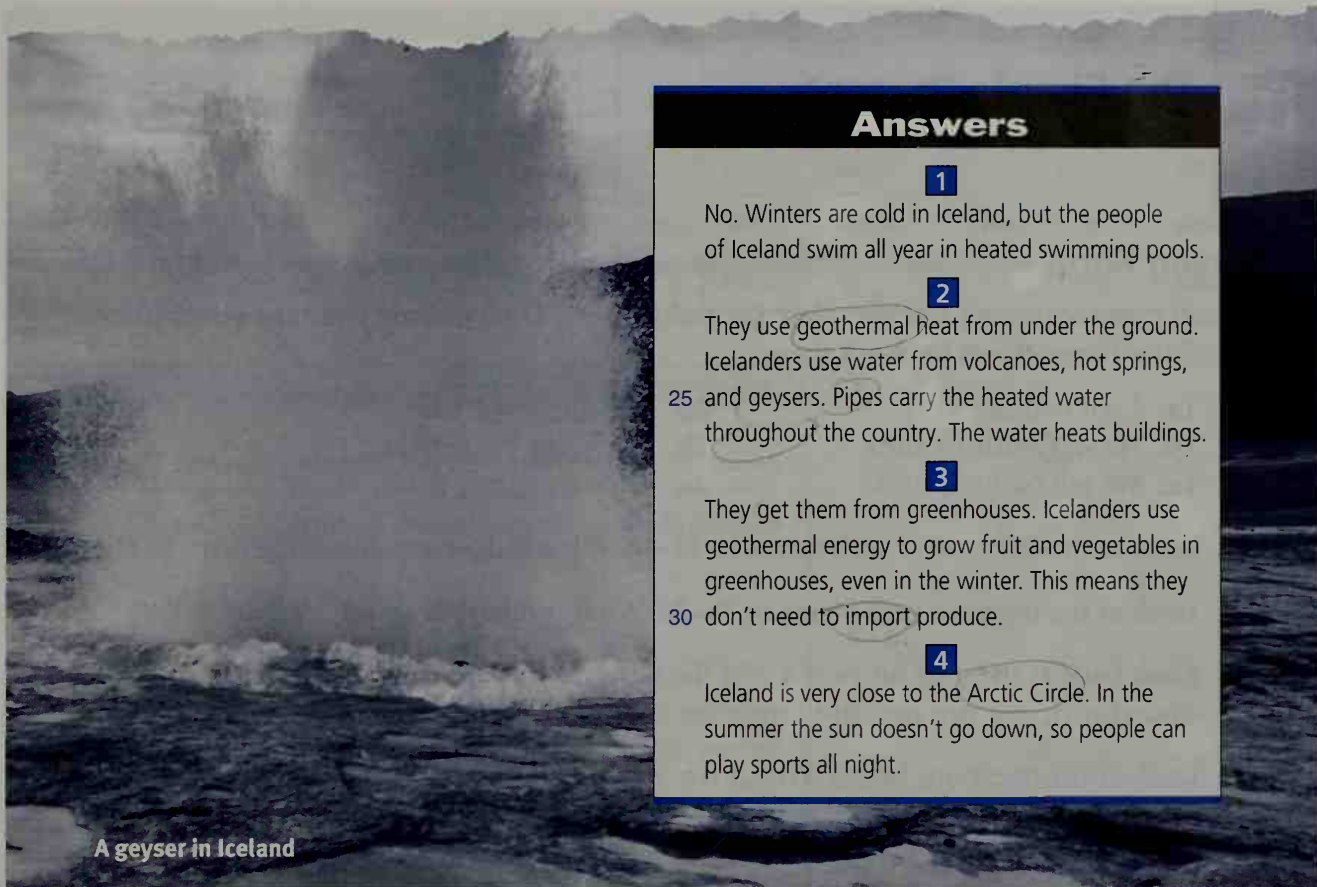 Answers
1
No. Winters are cold in Iceland, but the people
of Iceland swim all year in heated swimming pools.
2
They use geothermal heat from under the ground.
Icelanders use water from volcanoes, hot springs,
25 and geysers. Pipes carry the heated water
throughout the country. The water heats buildings.
3
They get them from greenhouses. Icelanders use
geothermal energy to grow fruit and vegetables in
greenhouses, even in the winter. This means they
30 don't need to import produce.
4
Iceland is very close to the Arctic Circle. In the
summer the sun doesn't go down, so people can
play sports all night.
A geyser in Iceland